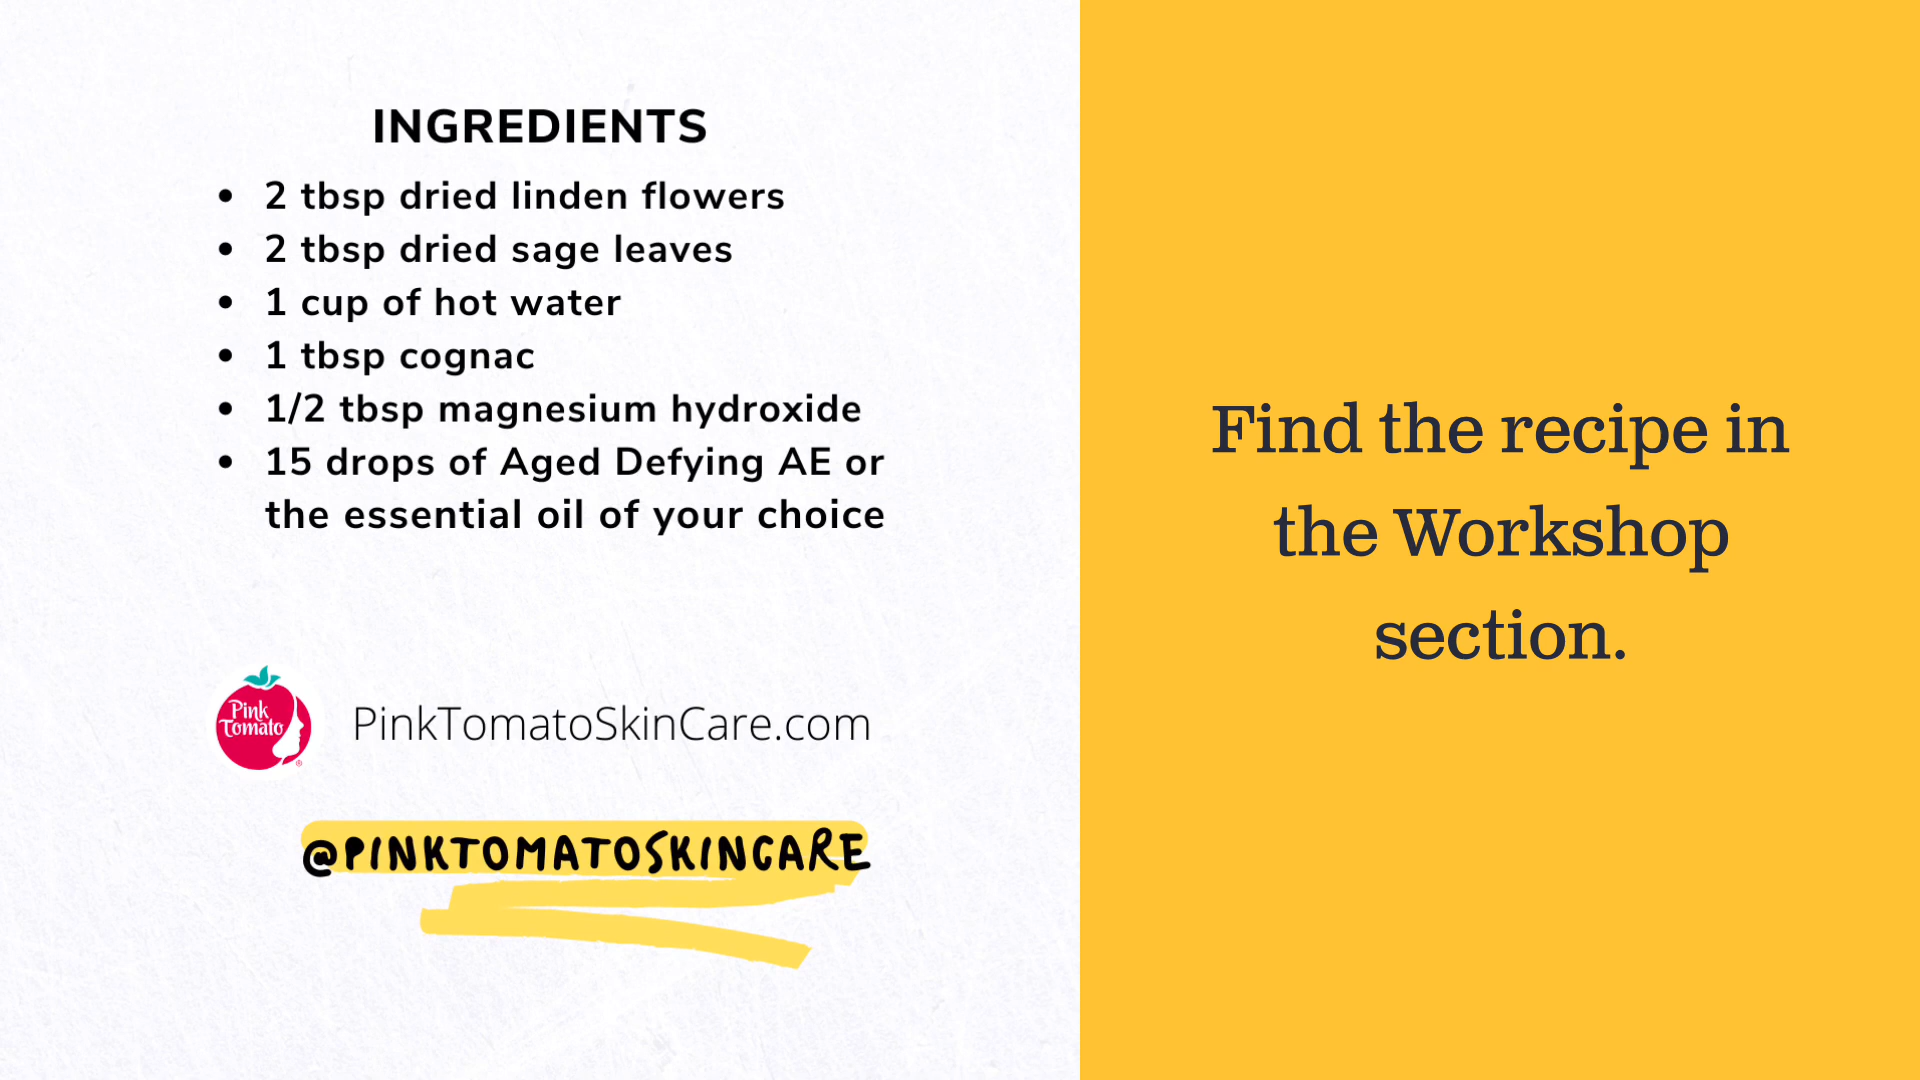 INGREDIENTS
• 2 tbsp dried linden flowers
• 2 tbsp dried sage leaves
• 1 cup of hot water
• 1 tbsp cognac
• 1/2 tbsp magnesium hydroxide
• 15 drops of Aged Defying AE or
the essential oil of your choice
Pink
Tomato
®
PinkTomatoSkinCare.com
@PINKTOMATOSKINCARE
Find the recipe in
the Workshop
section.